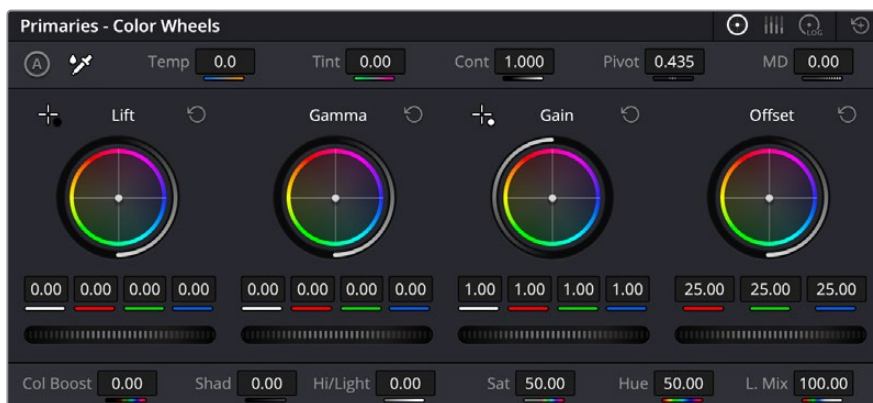 Primaries - Color Wheels
LOG
A Temp 0.0 Tint 0.00 Cont 1.000 Pivot 0.435 MD 0.00
Lift Gamma Gain Offset
0.00 0.00 0.00 0.00 0.00 0.00 0.00 0.00 1.00 1.00 1.00 1.00 25.00 25.00 25.00
Col Boost 0.00 Shad 0.00 Hi/Light 0.00 Sat 50.00 Hue 50.00 L. Mix 100.00